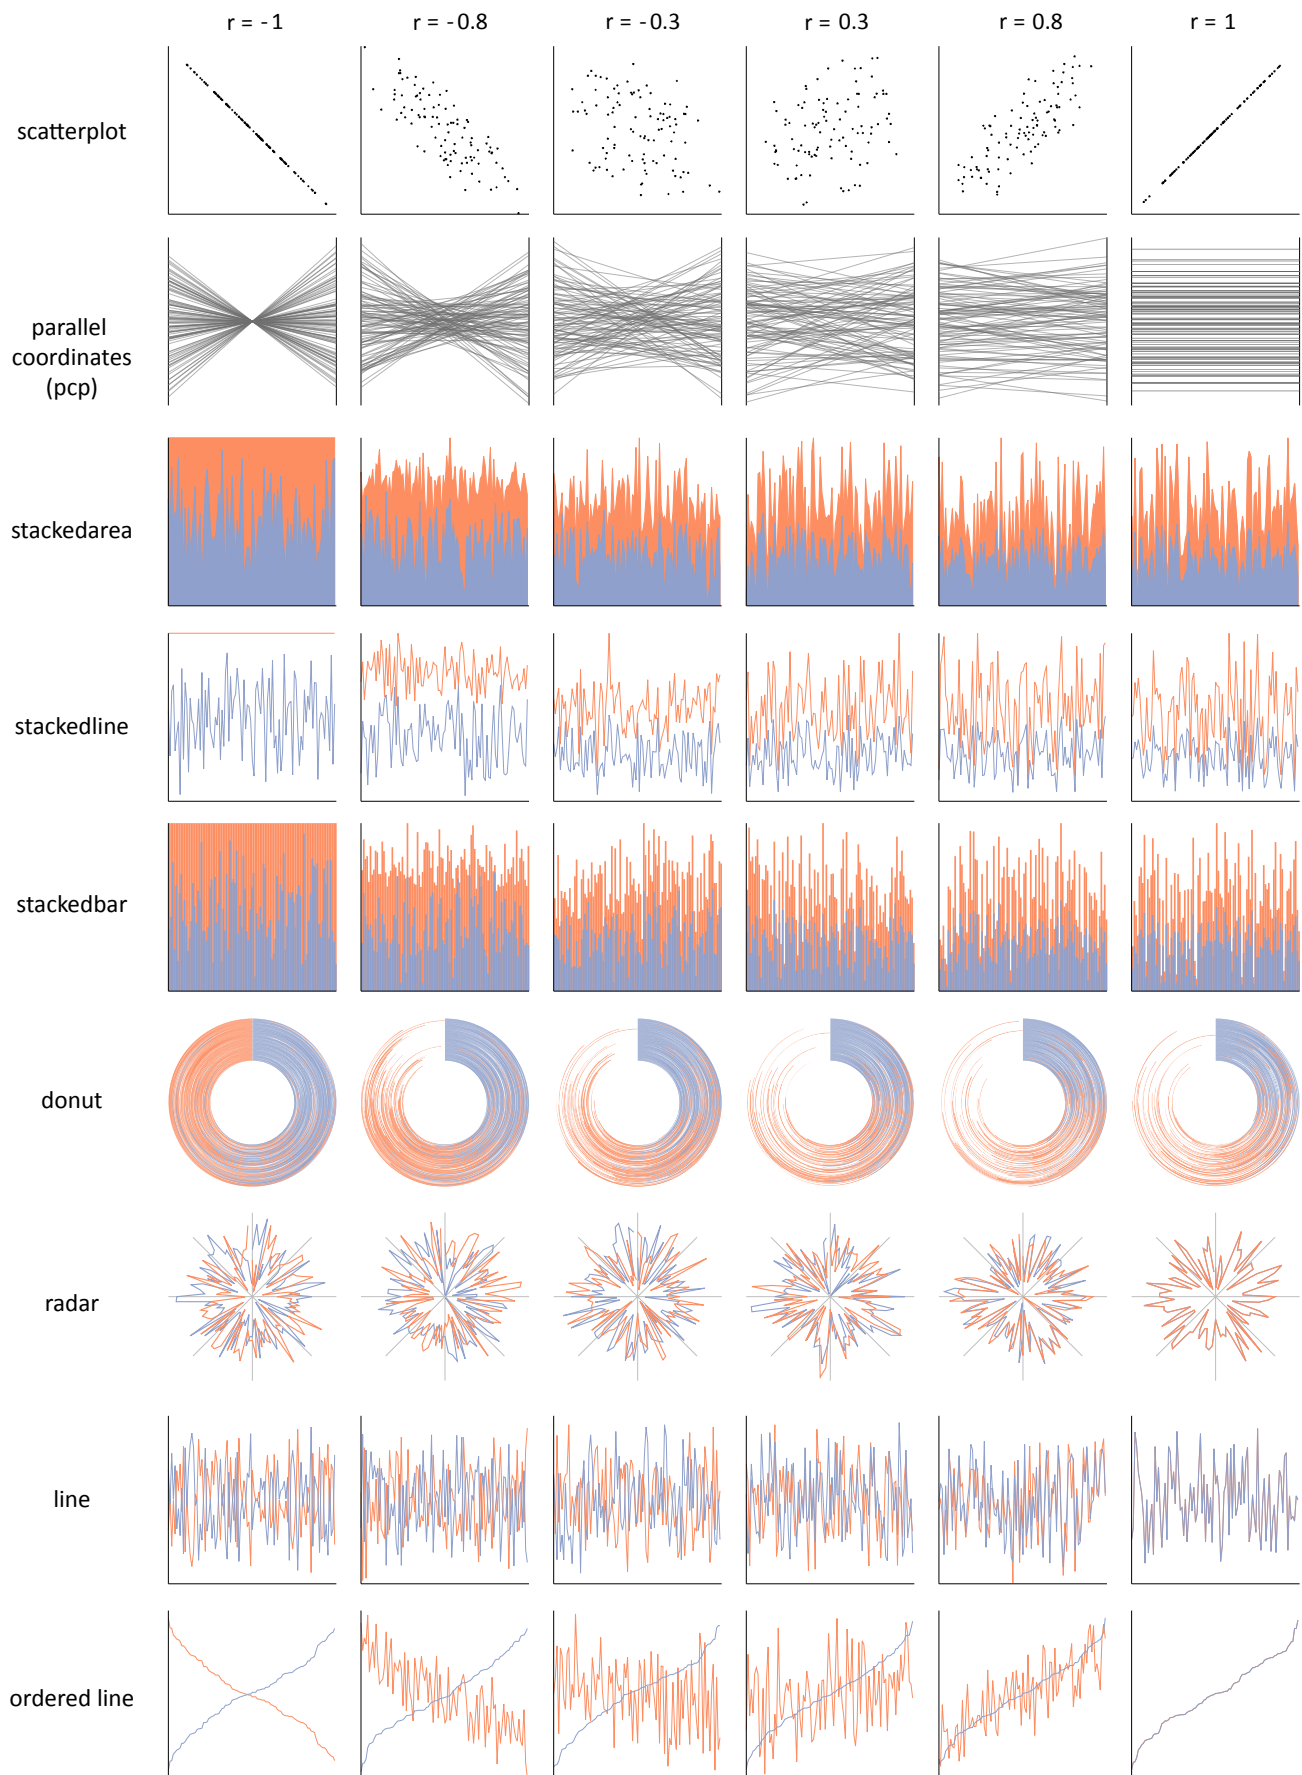 r = -1 r = -0.8 r = -0.3 r = 0.3 r = 0.8 r = 1
scatterplot
parallel
coordinates
(pcp)
stackedarea
stackedline
stackedbar
donut
radar
line
ordered line